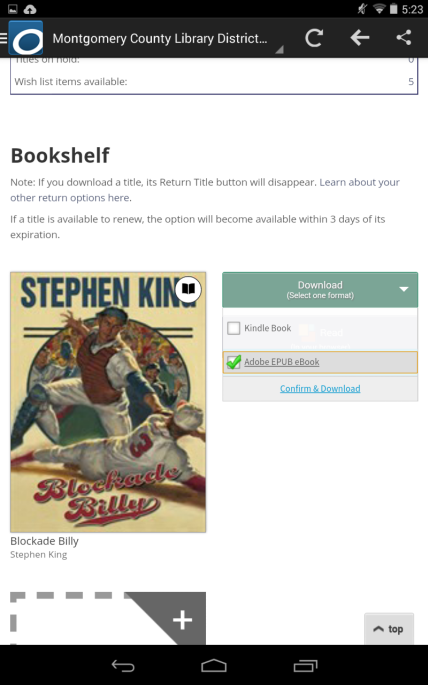 5:23
Montgomery County Library District...
Titles on hold: 0
Wish list items available: 5
Bookshelf
Note: If you download a title, its Return Title button will disappear. Learn about your
other return options here.
If a title is available to renew, the option will become available within 3 days of its
expiration.
STEPHEN KING
3
Blockade
Billy
Download
(Select one format)
Read
Kindle Book
Adobe EPUB eBook
Confirm & Download
Blockade Billy
Stephen King
top